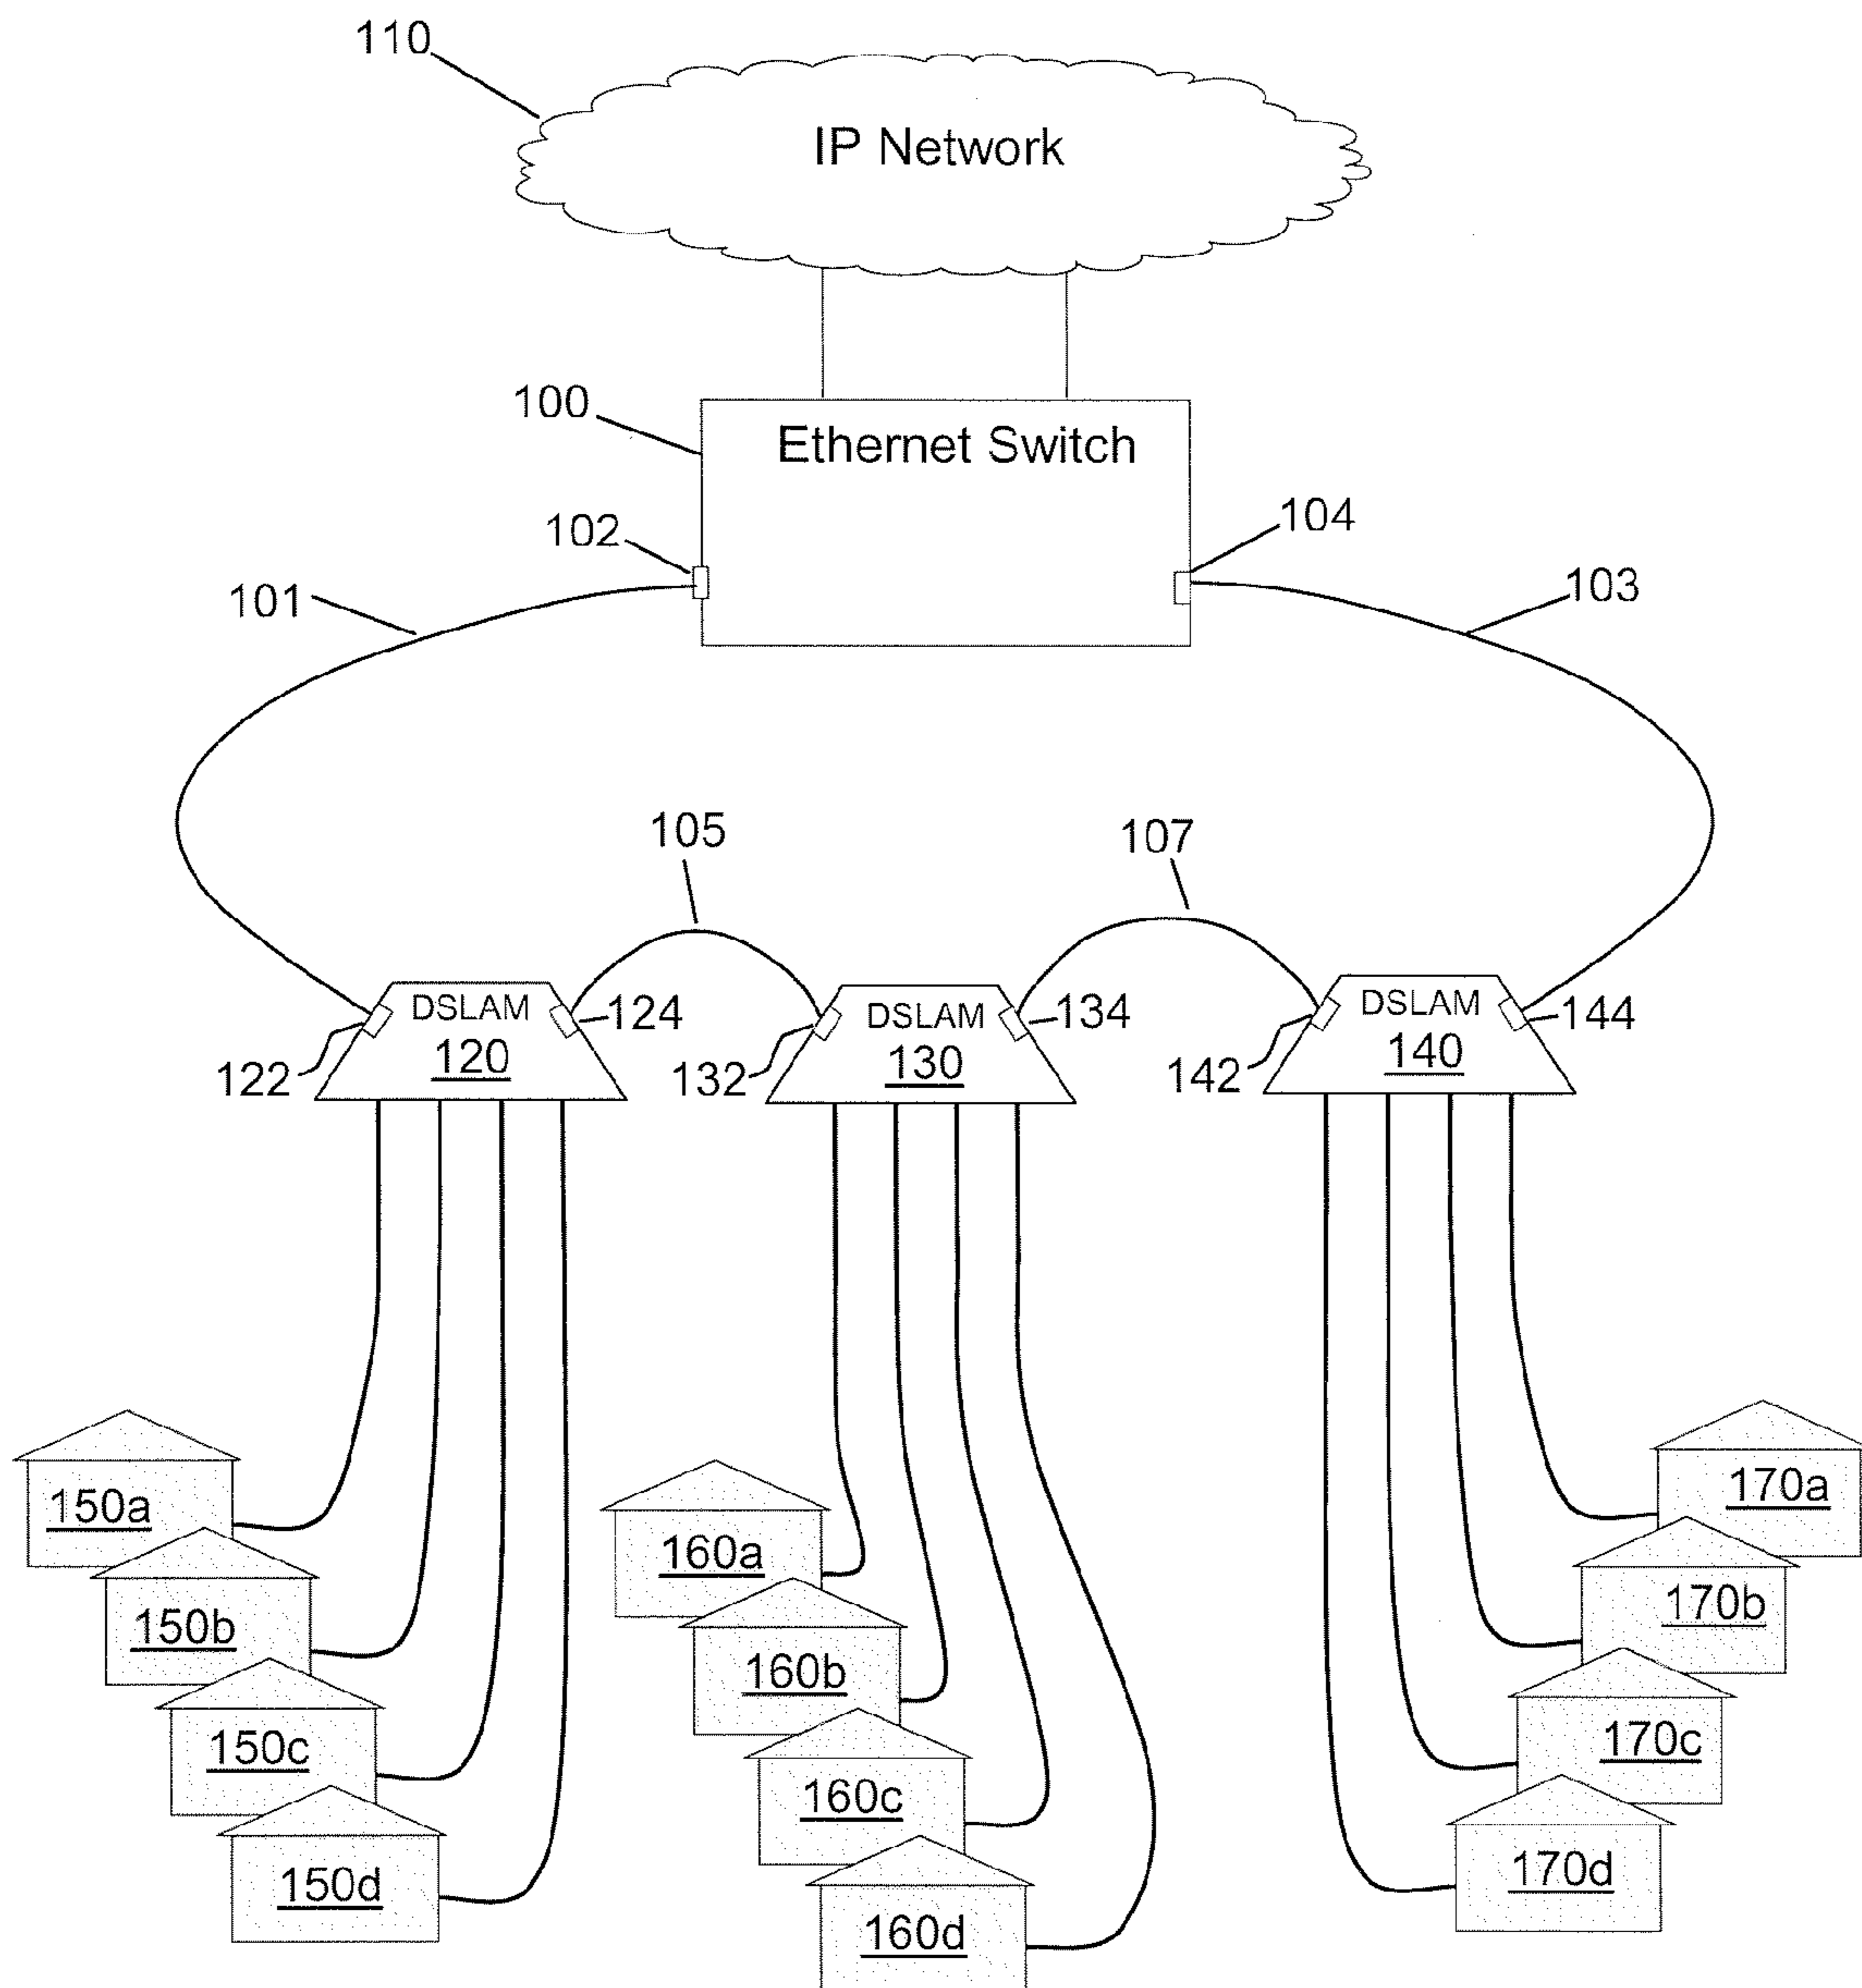 110
IP Network
100
Ethernet Switch
102
104
101
103
105
107
DSLAM
120
122
124
DSLAM
130
132
134
DSLAM
140
142
144
150a
150b
150c
150d
160a
160b
160c
160d
170a
170b
170c
170d